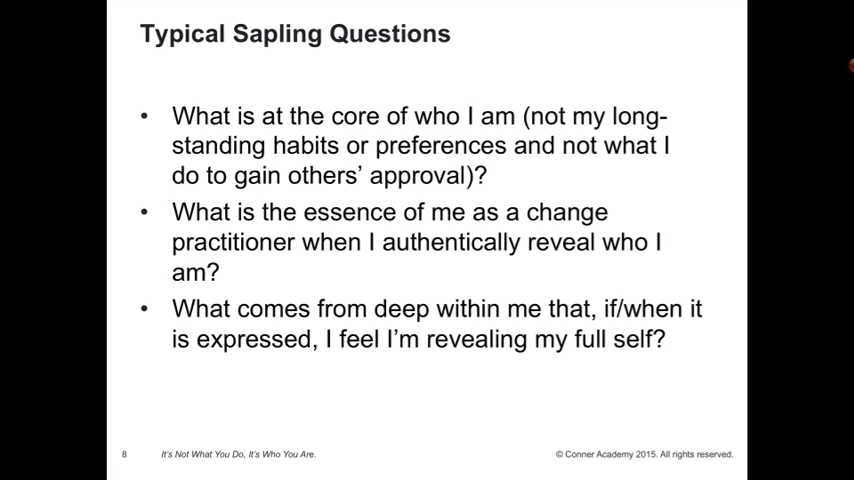 Typical Sapling Questions
• What is at the core of who I am (not my long-
standing habits or preferences and not what I
do to gain others’ approval)?
• What is the essence of me as a change
practitioner when I authentically reveal who I
am?
• What comes from deep within me that, if/when it
is expressed, I feel I’m revealing my full self?
8 It’s Not What You Do, It’s Who You Are. © Conner Academy 2015. All rights reserved.